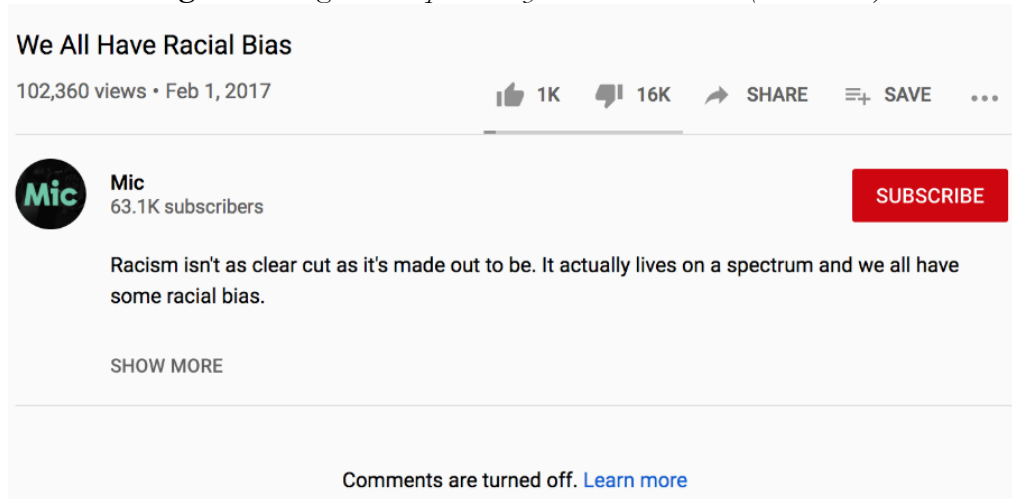 We All Have Racial Bias
102,360 views • Feb 1, 2017
1K 16K SHARE SAVE
Mic
Mic
63.1K subscribers
SUBSCRIBE
Racism isn't as clear cut as it's made out to be. It actually lives on a spectrum and we all have
some racial bias.
SHOW MORE
Comments are turned off. Learn more